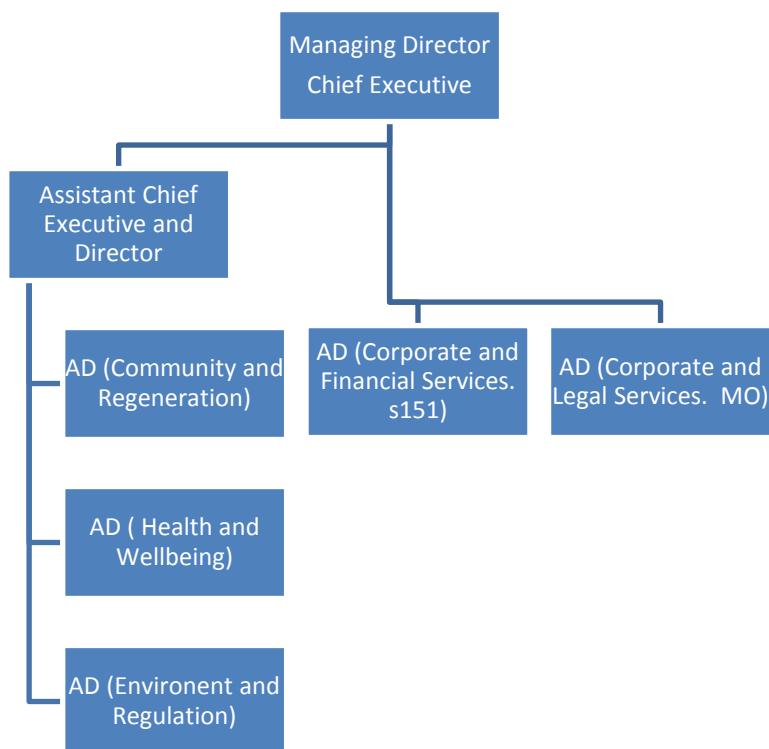 Managing Director
Chief Executive
Assistant Chief
Executive and
Director
AD (Community and
Regeneration)
AD (Corporate and
Financial Services.
s151)
AD (Corporate and
Legal Services.  MO)
AD ( Health and
Wellbeing)
AD (Environent and
Regulation)